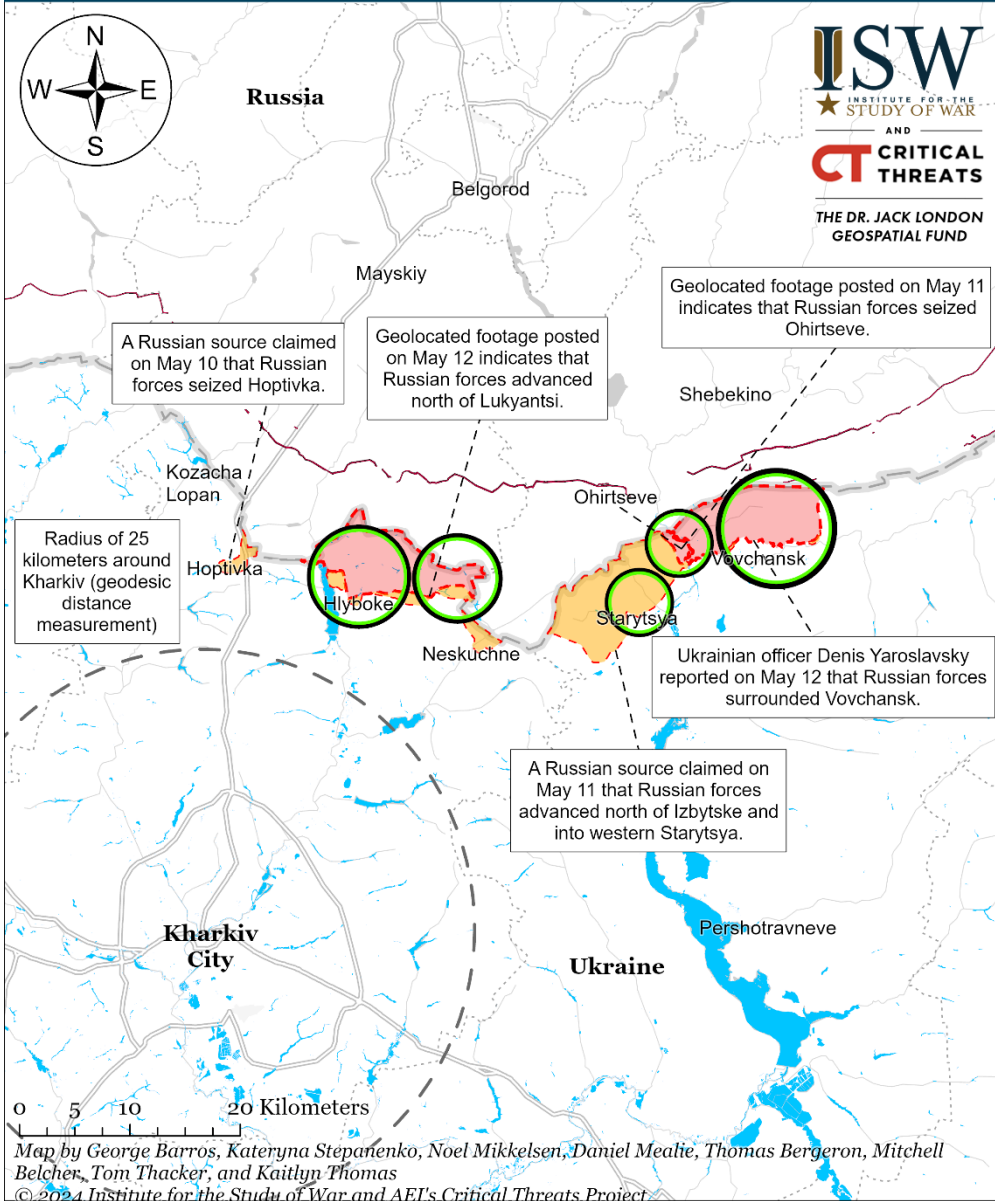 N
W E
S
Russia
ISW
INSTITUTE FOR THE
STUDY OF WAR
AND
CT CRITICAL
THREATS
THE DR. JACK LONDON
GEOSPATIAL FUND
Belgorod
Mayskiy
Geolocated footage posted on May 11
indicates that Russian forces seized
Ohirtseve.
A Russian source claimed
on May 10 that Russian
forces seized Hoptivka.
Geolocated footage posted
on May 12 indicates that
Russian forces advanced
north of Lukyantsi.
Shebekino
Kozacha
Lopan
Ohirtseve
Radius of 25
kilometers around
Kharkiv (geodesic
distance
measurement)
Hoptivka
Vovchansk
Hlyboke
Starytsya
Neskuchne
Ukrainian officer Denis Yaroslavsky
reported on May 12 that Russian forces
surrounded Vovchansk.
A Russian source claimed on
May 11 that Russian forces
advanced north of Izbytske and
into western Starytsya.
Pershotravneve
Kharkiv
City
Ukraine
0 5 10 20 Kilometers
Map by George Barros, Kateryna Stepanenko, Noel Mikkelsen, Daniel Mealie, Thomas Bergeron, Mitchell
Belcher, Tom Thacker, and Kaitlyn Thomas
© 2024 Institute for the Study of War and AEI's Critical Threats Project